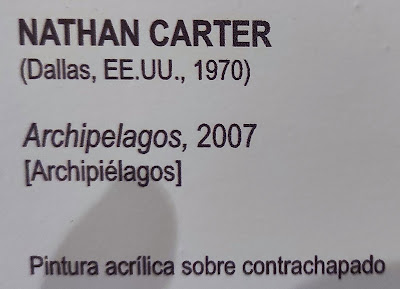 NATHAN CARTER
(Dallas, EE.UU., 1970)
Archipelagos, 2007
[Archipiélagos]
Pintura acrílica sobre contrachapado